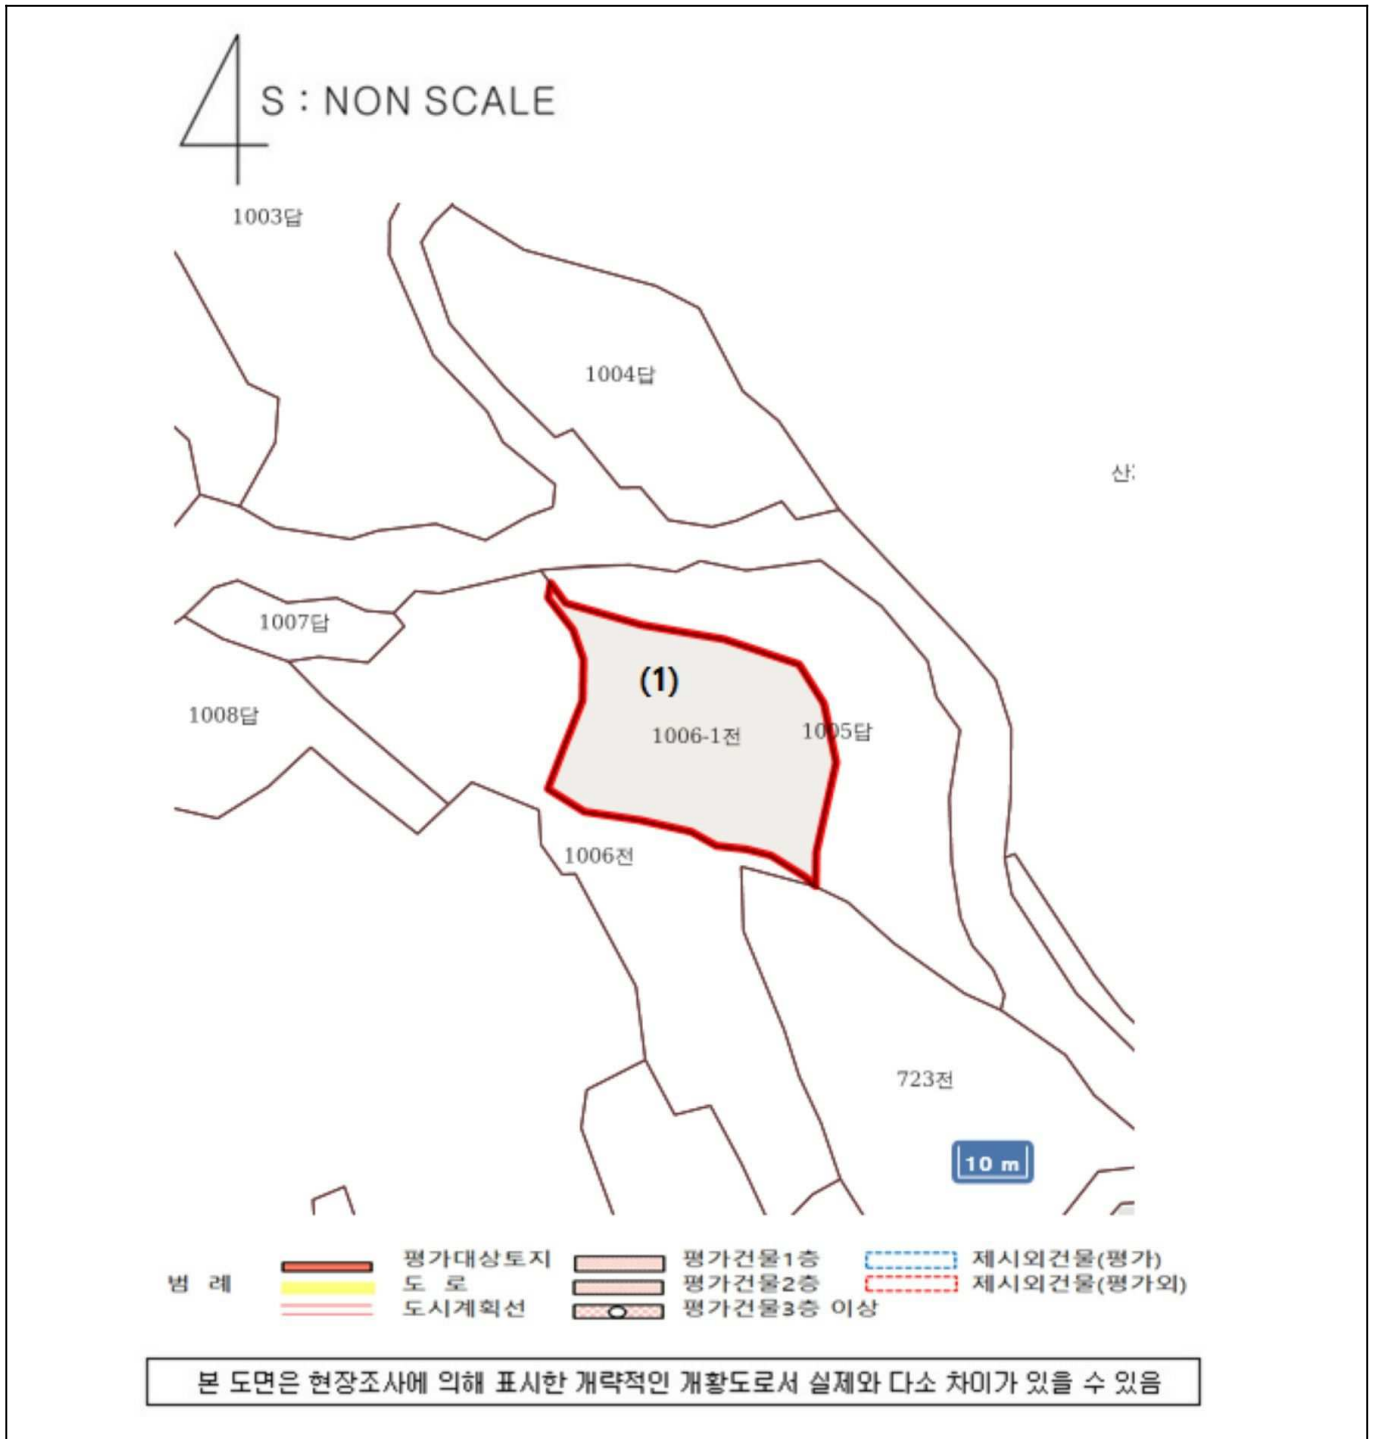 S : NON SCALE
1003답
1004답
산
1007답
(1)
1008답
1006-1전
1005답
1006전
723전
10 m
범 례
평가대상토지
도 로
도시계획선
평가건물1층
평가건물2층
평가건물3층 이상
제시외건물(평가)
제시외건물(평가외)
본 도면은 현장조사에 의해 표시한 개략적인 개황도로서 실제와 다소 차이가 있을 수 있음